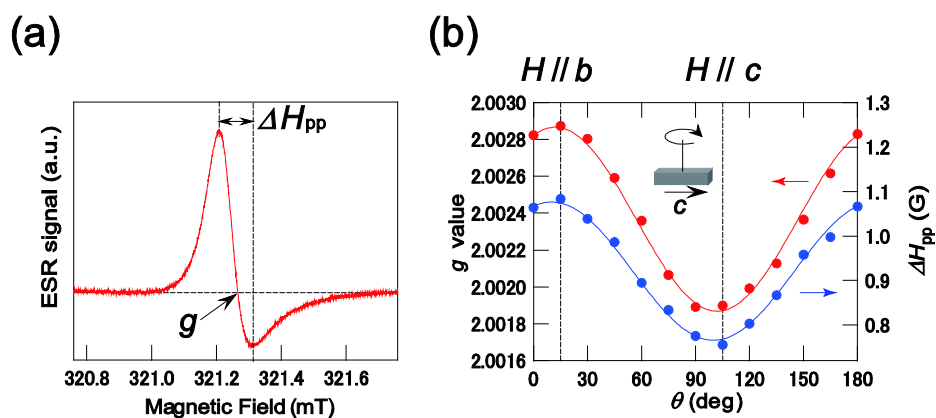 (a)
ΔHpp
g
ESR signal (a.u.)
320.8 321.0 321.2 321.4 321.6
Magnetic Field (mT)
(b)
H // b H // c
2.0030
2.0028
2.0026
2.0024
2.0022
2.0020
2.0018
2.0016
g value
c
1.3
1.2
1.1
1.0
0.9
0.8
ΔHpp (G)
0 30 60 90 120 150 180
θ (deg)